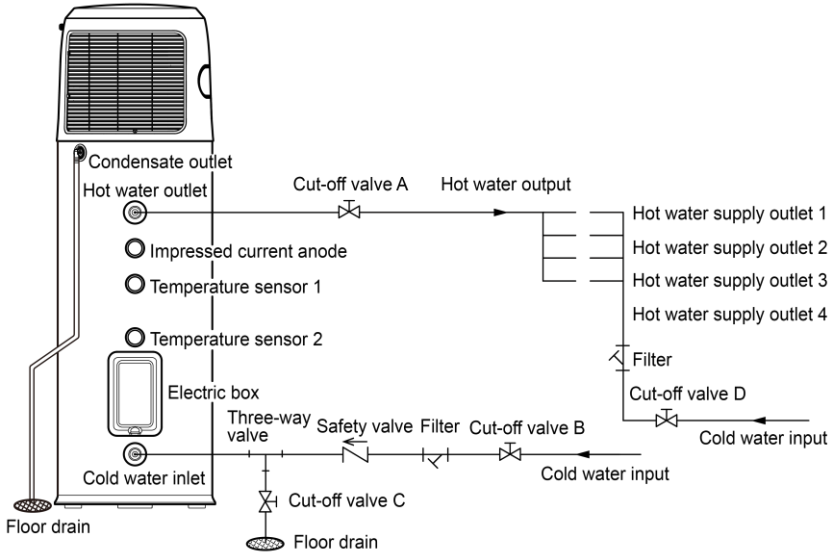 Condensate outlet
Hot water outlet
Cut-off valve A
Hot water output
Hot water supply outlet 1
Impressed current anode
Hot water supply outlet 2
Temperature sensor 1
Hot water supply outlet 3
Hot water supply outlet 4
Temperature sensor 2
Filter
Electric box
Cut-off valve D
Three-way
valve
Safety valve
Filter
Cut-off valve B
Cold water input
Cold water inlet
Cold water input
Cut-off valve C
Floor drain
Floor drain